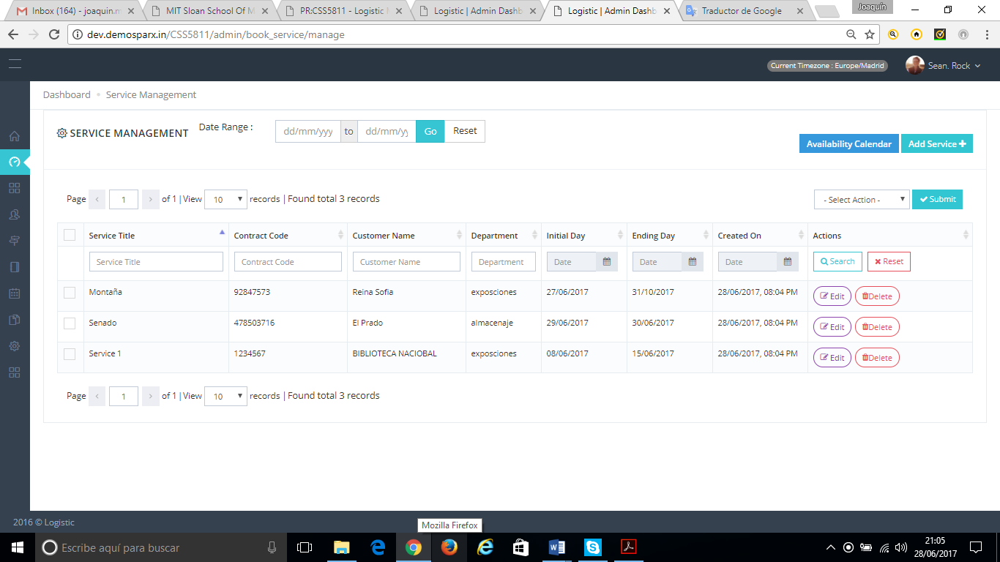 Inbox (164) - joaquin.m
MIT Sloan School Of M
PR:CSS5811 - Logistic
Logistic | Admin Dashb
Logistic | Admin Dashb
Traductor de Google
Joaquín
dev.demosparx.in/CSS5811/admin/book_service/manage
Current Timezone : Europe/Madrid
Sean. Rock
Dashboard • Service Management
SERVICE MANAGEMENT
Date Range :
dd/mm/yyy to dd/mm/yy Go Reset
Availability Calendar
Add Service
Page < 1 > of 1 | View 10 records | Found total 3 records
- Select Action - Submit
Service Title Contract Code Customer Name Department Initial Day Ending Day Created On Actions
Service Title Contract Code Customer Name Department Date Date Date Search Reset
Montaña 92847573 Reina Sofia exposciones 27/06/2017 31/10/2017 28/06/2017, 08:04 PM Edit Delete
Senado 478503716 El Prado almacenaje 29/06/2017 30/06/2017 28/06/2017, 08:04 PM Edit Delete
Service 1 1234567 BIBLIOTECA NACIOBAL exposciones 08/06/2017 15/06/2017 28/06/2017, 08:04 PM Edit Delete
Page < 1 > of 1 | View 10 records | Found total 3 records
2016 © Logistic
Mozilla Firefox
Escribe aquí para buscar
21:05
28/06/2017